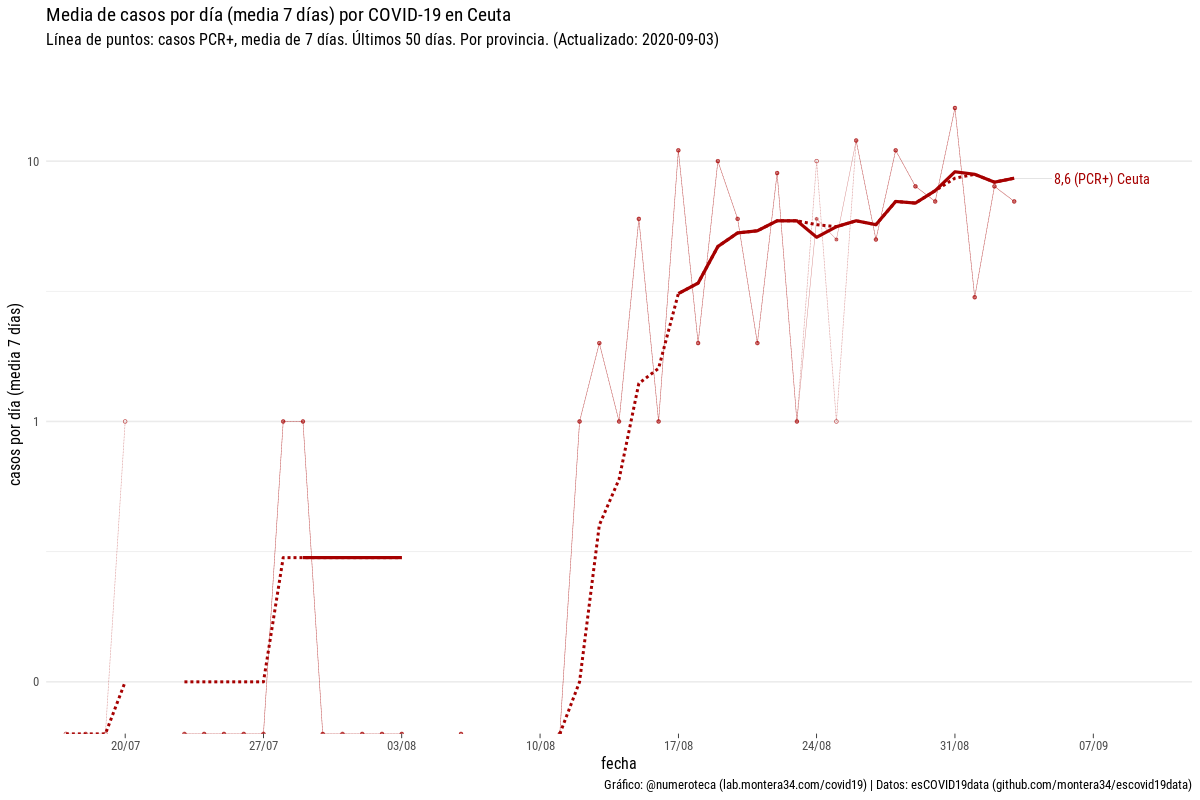 Media de casos por día (media 7 días) por COVID-19 en Ceuta
Línea de puntos: casos PCR+, media de 7 días. Últimos 50 días. Por provincia. (Actualizado: 2020-09-03)
10
8,6 (PCR+) Ceuta
casos por día (media 7 días)
1
0
20/07 27/07 03/08 10/08 17/08 24/08 31/08 07/09
fecha
Gráfico: @numeroteca (lab.montera34.com/covid19) | Datos: esCOVID19data (github.com/montera34/escovid19data)